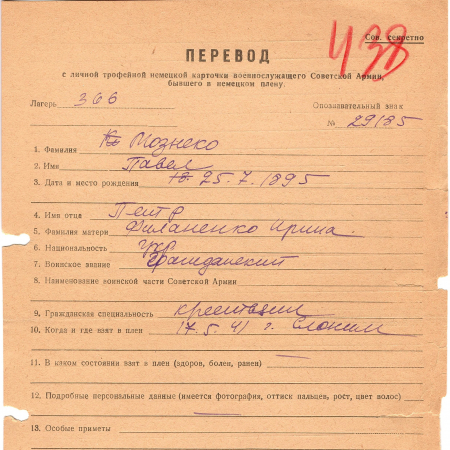 Сов. секретно
УЗВ
ПЕРЕВОД
с личной трофейной немецкой карточки военнослужащего Советской Армии,
бывшего в немецком плену.
Лагерь 366
Опознавательный знак
№ 29135
1. Фамилия Мознеко
2. Имя Павел
3. Дата и место рождения 25.7.1895
4. Имя отца Петр
5. Фамилия матери Филаненко Ирина.
6. Национальность укр
7. Воинское звание гражданский
8. Наименование воинской части Советской Армии
9. Гражданская специальность
10. Когда и где взят в плен 17.5.41 г. Слоним
11. В каком состоянии взят в плен (здоров, болен, ранен)
12. Подробные персональные данные (имеется фотография, оттиск пальцев, рост, цвет волос)
13. Особые приметы